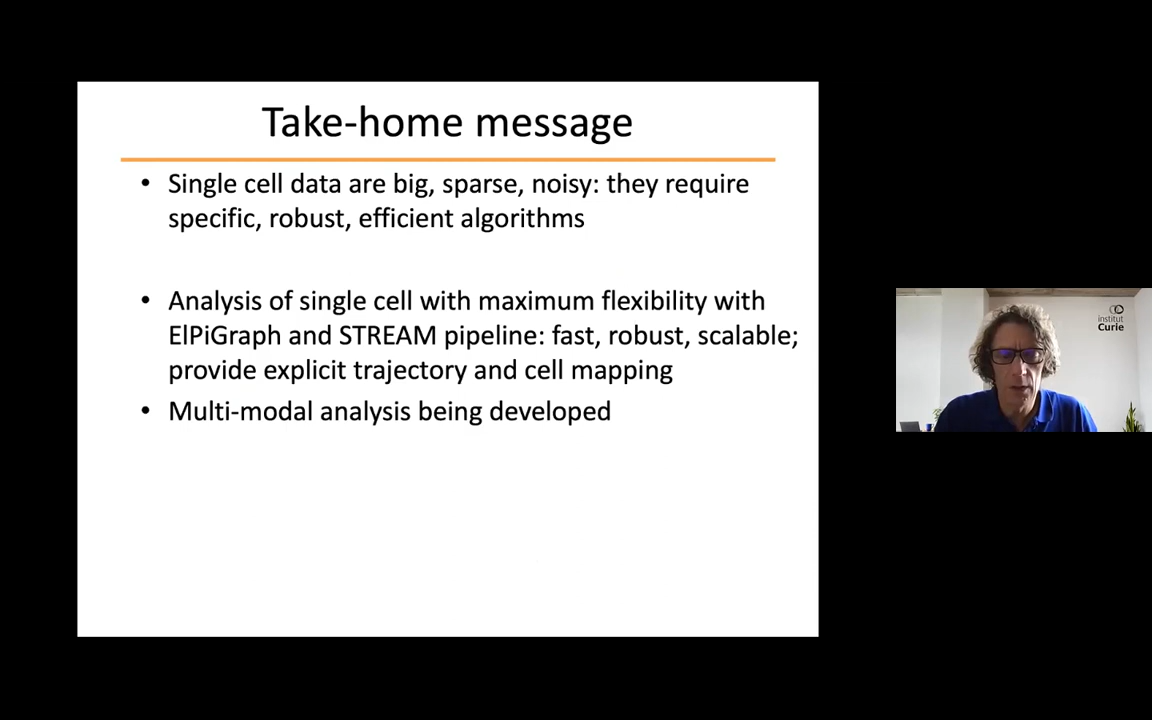 Take-home message
• Single cell data are big, sparse, noisy: they require
specific, robust, efficient algorithms
• Analysis of single cell with maximum flexibility with
ElPiGraph and STREAM pipeline: fast, robust, scalable;
provide explicit trajectory and cell mapping
• Multi-modal analysis being developed
institut
Curie